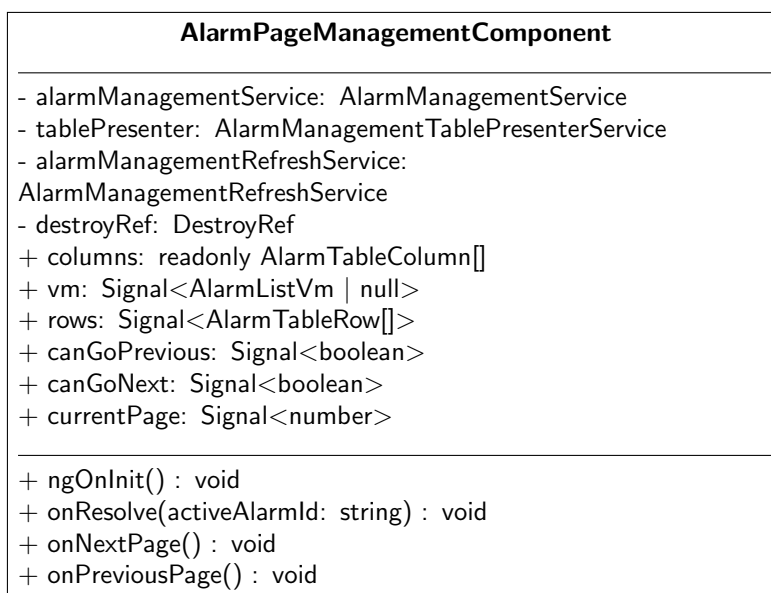 AlarmPageManagementComponent
- alarmManagementService: AlarmManagementService
- tablePresenter: AlarmManagementTablePresenterService
- alarmManagementRefreshService:
AlarmManagementRefreshService
- destroyRef: DestroyRef
+ columns: readonly AlarmTableColumn[]
+ vm: Signal<AlarmListVm | null>
+ rows: Signal<AlarmTableRow[]>
+ canGoPrevious: Signal<boolean>
+ canGoNext: Signal<boolean>
+ currentPage: Signal<number>
+ ngOnInit() : void
+ onResolve(activeAlarmId: string) : void
+ onNextPage() : void
+ onPreviousPage() : void